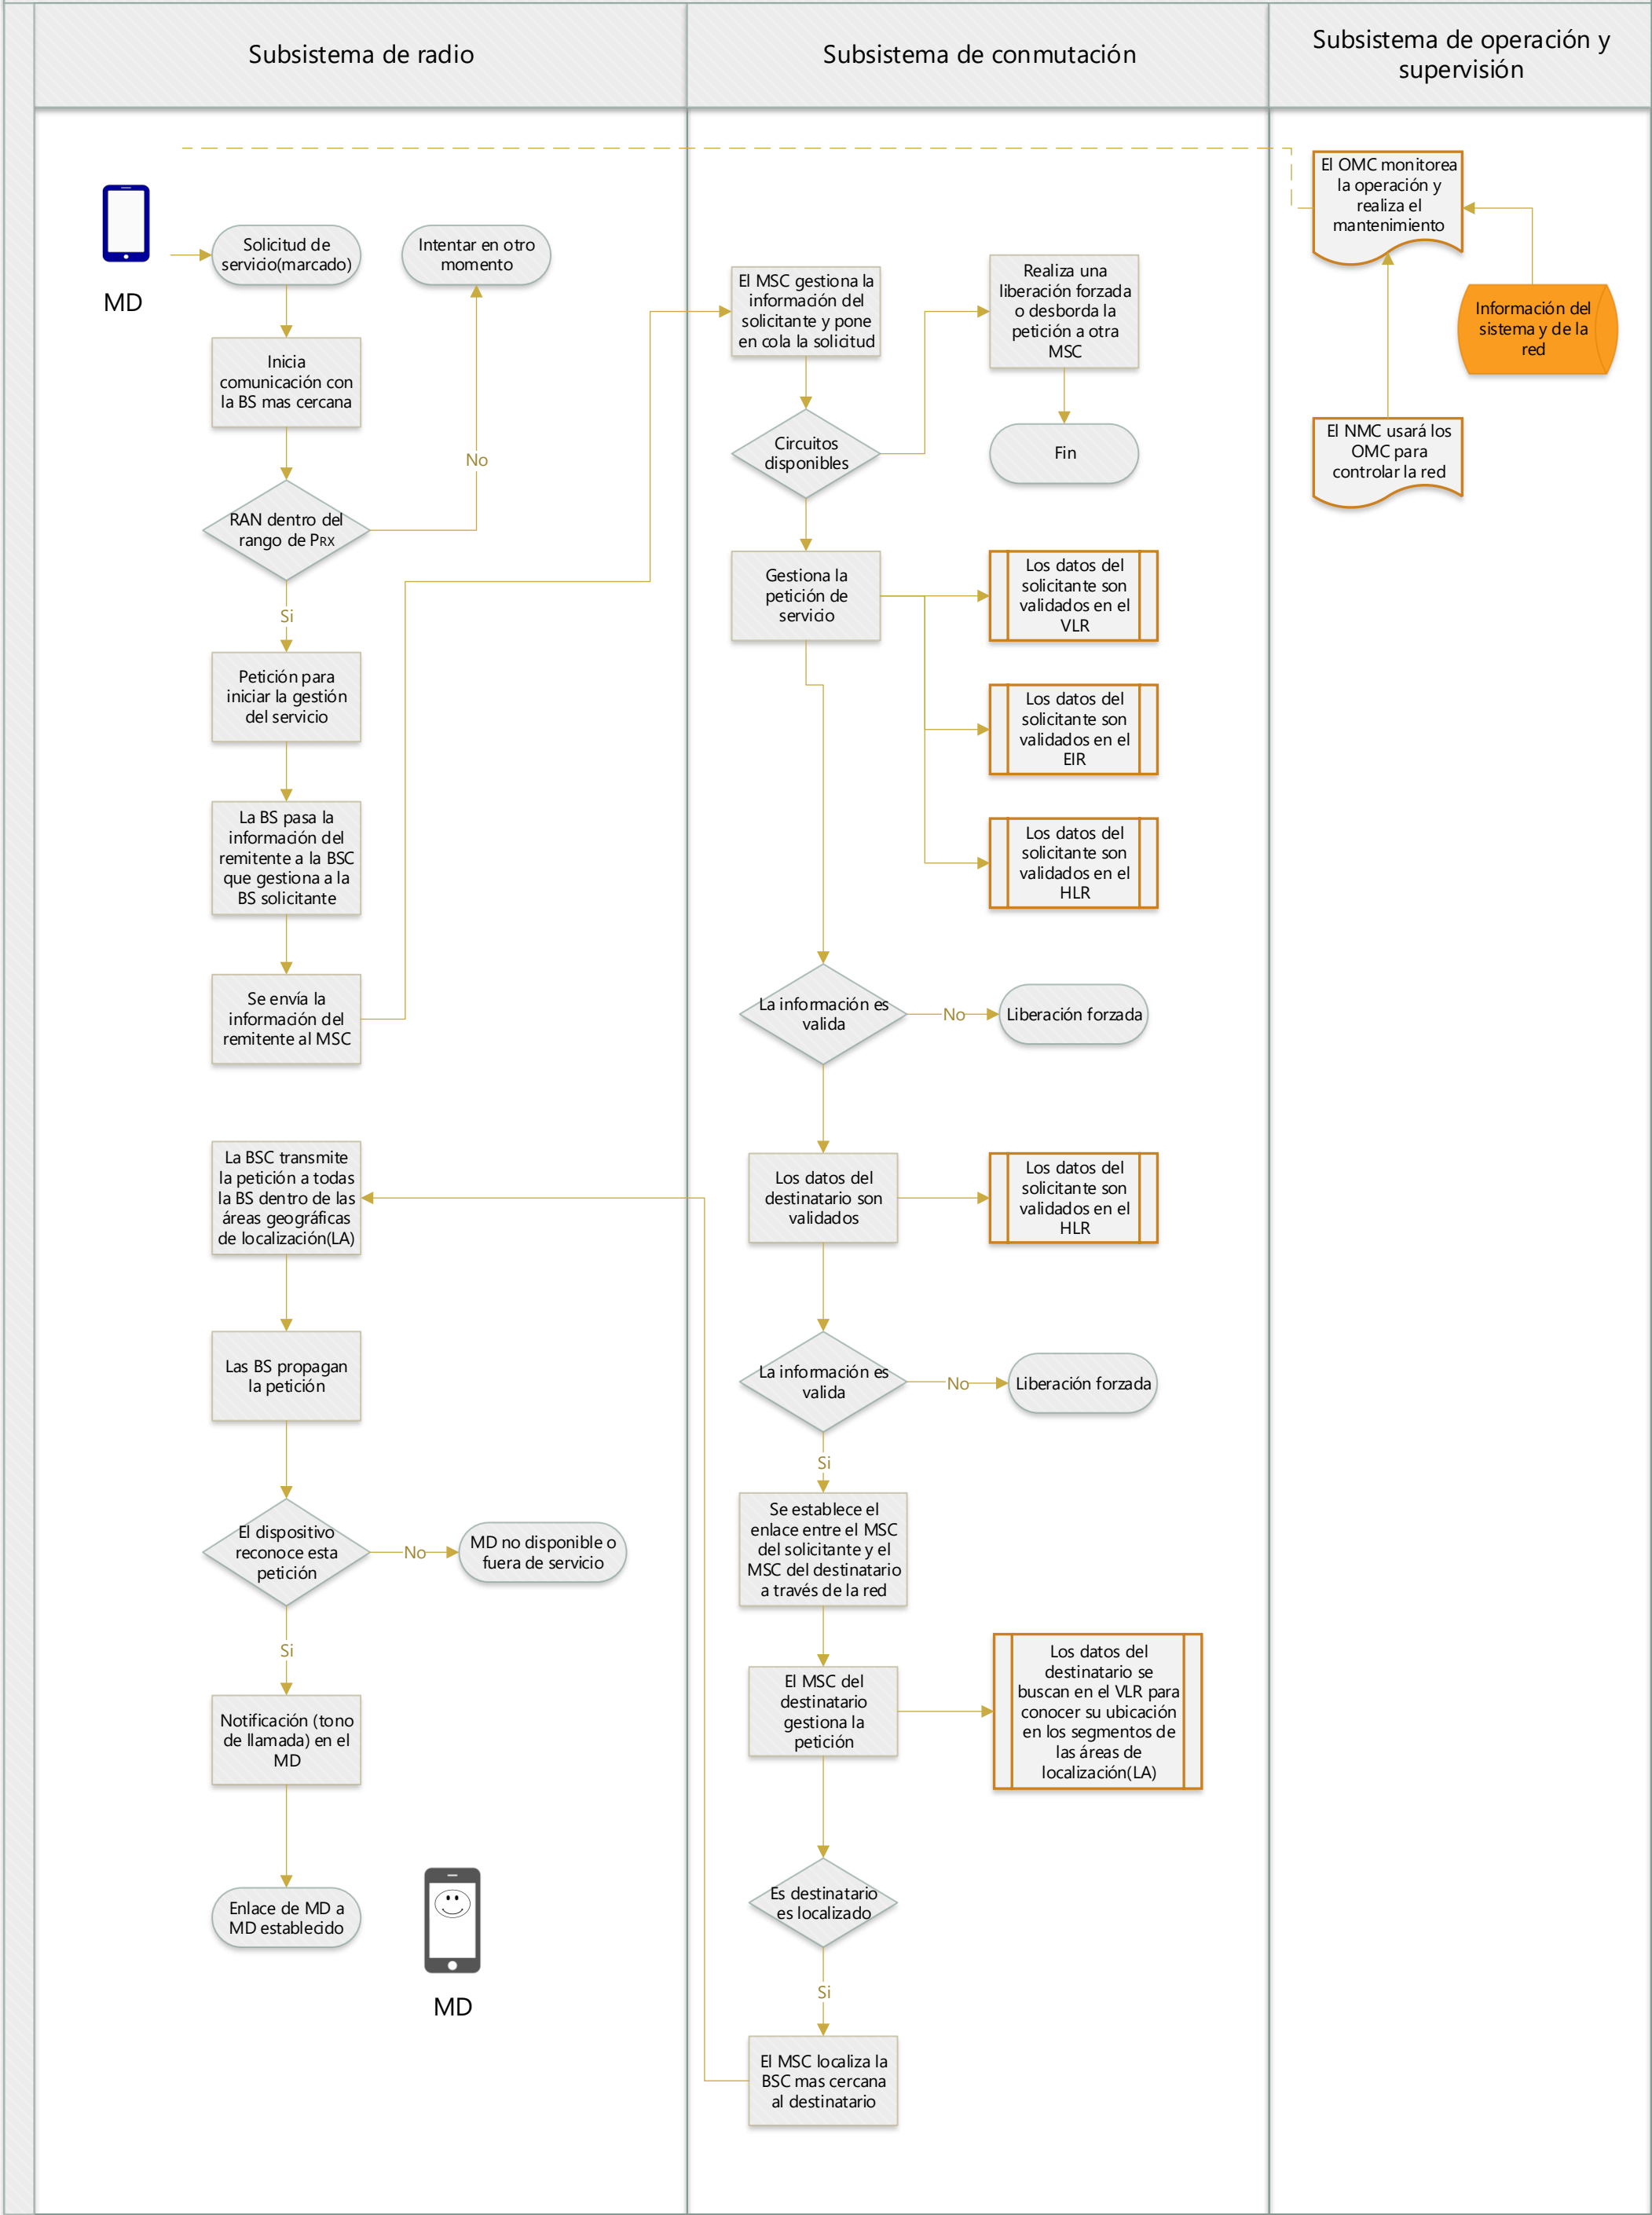 Subsistema de radio
Subsistema de conmutación
Subsistema de operación y
supervisión
MD
Solicitud de
servicio(marcado)
Intentar en otro
momento
Inicia
comunicación con
la BS mas cercana
No
RAN dentro del
rango de PRX
Si
Petición para
iniciar la gestión
del servicio
La BS pasa la
información del
remitente a la BSC
que gestiona a la
BS solicitante
Se envía la
información del
remitente al MSC
La BSC transmite
la petición a todas
la BS dentro de las
áreas geográficas
de localización(LA)
Las BS propagan
la petición
El dispositivo
reconoce esta
petición
No
MD no disponible o
fuera de servicio
Si
Notificación (tono
de llamada) en el
MD
Enlace de MD a
MD establecido
MD
El MSC gestiona la
información del
solicitante y pone
en cola la solicitud
Realiza una
liberación forzada
o desborda la
petición a otra
MSC
Circuitos
disponibles
Fin
Gestiona la
petición de
servicio
Los datos del
solicitante son
validados en el
VLR
Los datos del
solicitante son
validados en el
EIR
Los datos del
solicitante son
validados en el
HLR
La información es
valida
No
Liberación forzada
Los datos del
destinatario son
validados
Los datos del
solicitante son
validados en el
HLR
La información es
valida
No
Liberación forzada
Si
Se establece el
enlace entre el MSC
del solicitante y el
MSC del destinatario
a través de la red
El MSC del
destinatario
gestiona la
petición
Los datos del
destinatario se
buscan en el VLR para
conocer su ubicación
en los segmentos de
las áreas de
localización(LA)
Es destinatario
es localizado
Si
El MSC localiza la
BSC mas cercana
al destinatario
El OMC monitorea
la operación y
realiza el
mantenimiento
Información del
sistema y de la
red
El NMC usará los
OMC para
controlar la red